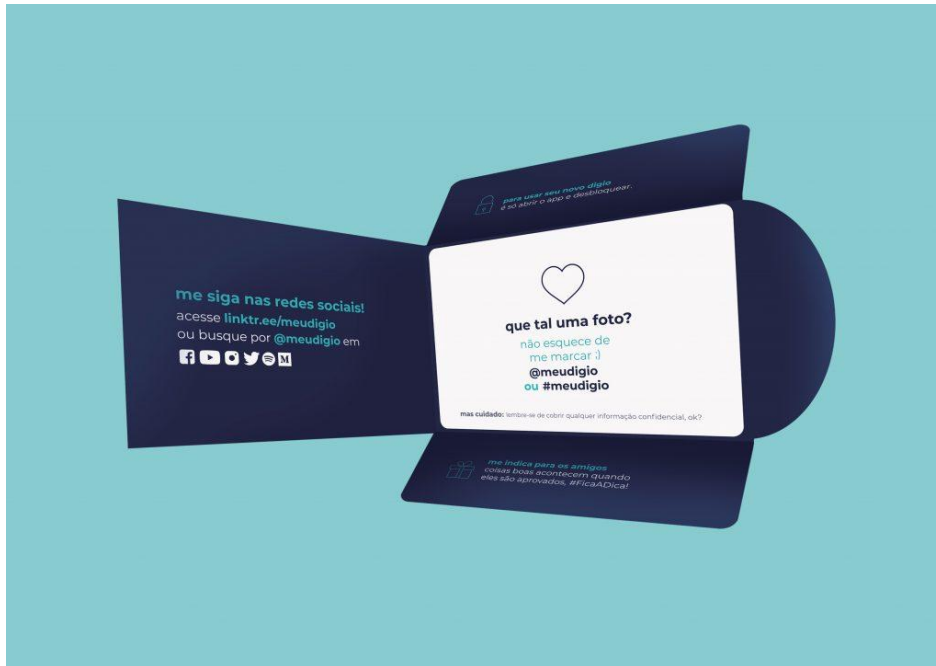 para usar seu novo digio
é só abrir o app e desbloquear.
me siga nas redes sociais!
acesse linktr.ee/meudigio
ou busque por @meudigio em
M
que tal uma foto?
não esquece de
me marcar ;)
@meudigio
ou #meudigio
mas cuidado: lembre-se de cobrir qualquer informação confidencial, ok?
me indica para os amigos
coisas boas acontecem quando
eles são aprovados, #FicaADica!